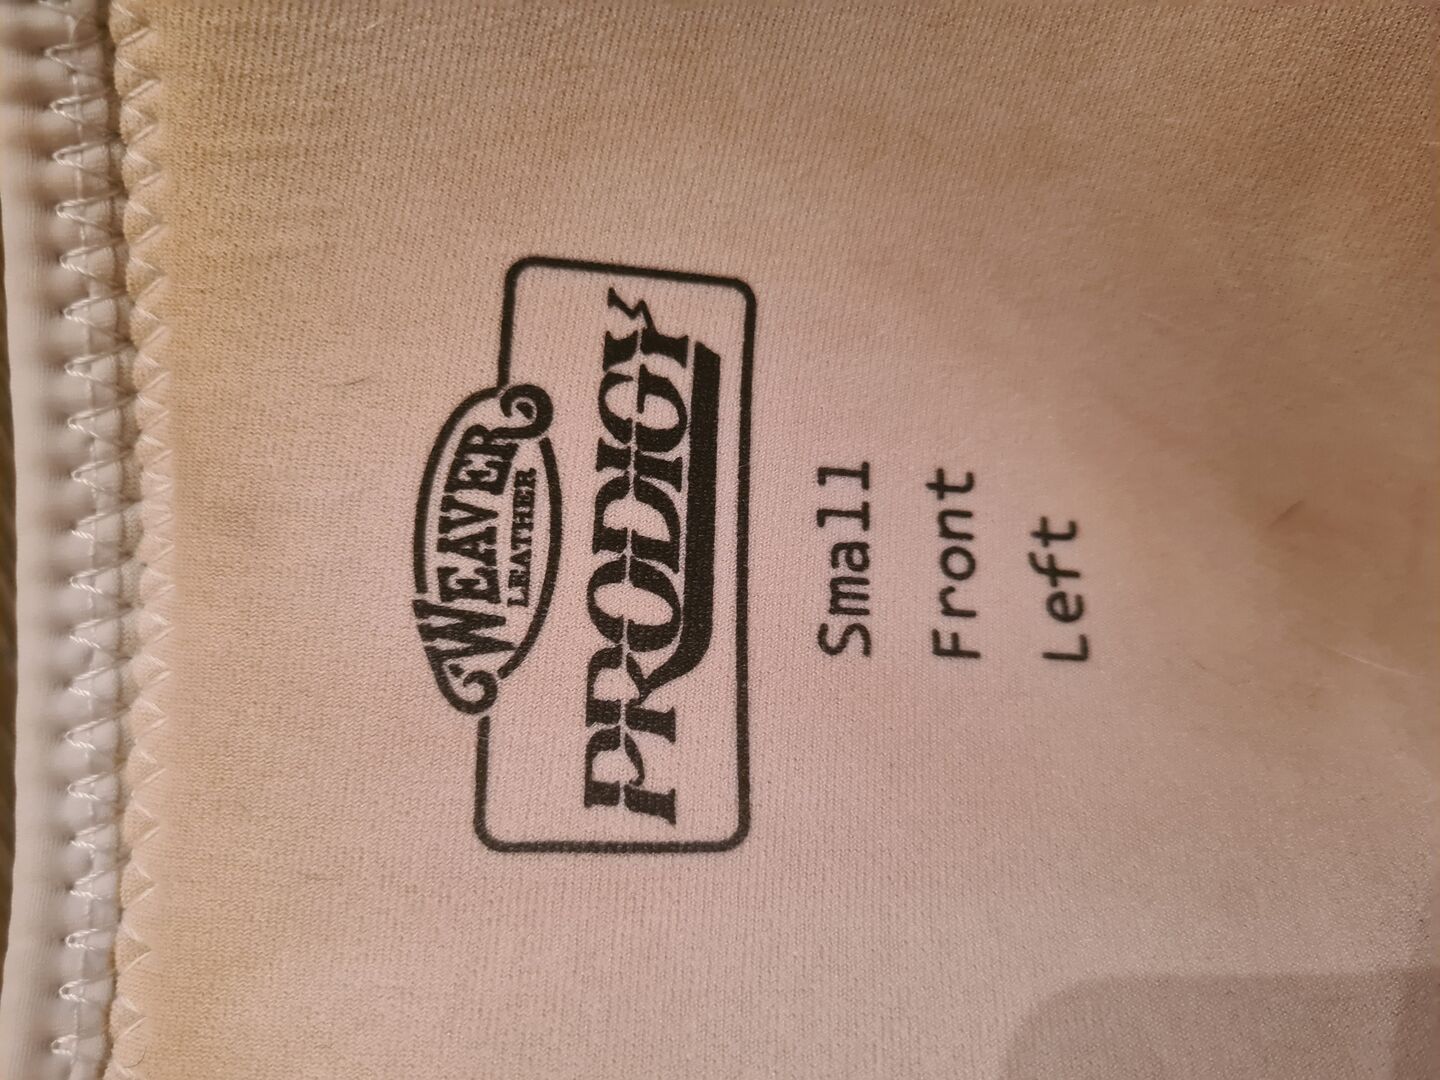 WEAVER
LEATHER
PRODIGY
Small
Front
Left